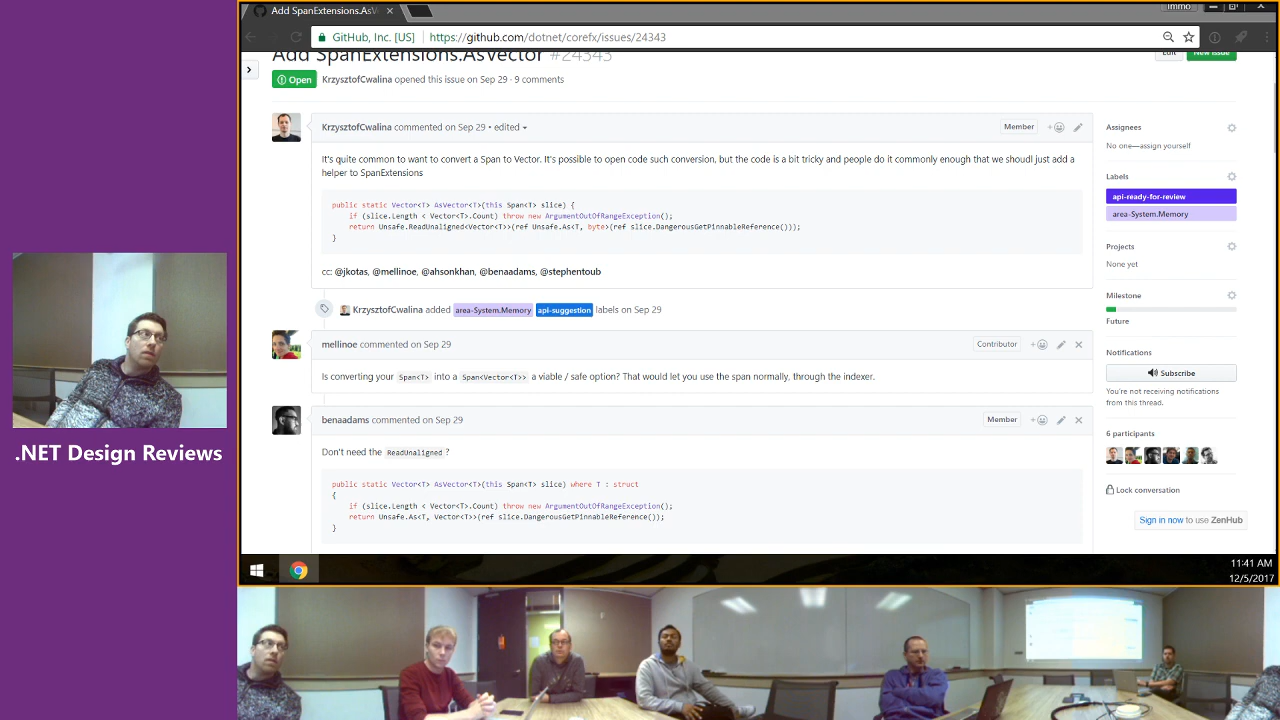 Add SpanExtensions.AsV
Immo
GitHub, Inc. [US]
https://github.com/dotnet/corefx/issues/24343
Add SpanExtensions.AsVector #24343
Edit
New issue
Open
KrzysztofCwalina opened this issue on Sep 29 · 9 comments
KrzysztofCwalina commented on Sep 29 • edited
Member
It's quite common to want to convert a Span to Vector. It's possible to open code such conversion, but the code is a bit tricky and people do it commonly enough that we shoudl just add a
helper to SpanExtensions
public static Vector<T> AsVector<T>(this Span<T> slice) {
if (slice.Length < Vector<T>.Count) throw new ArgumentOutOfRangeException();
return Unsafe.ReadUnaligned<Vector<T>>(ref Unsafe.As<T, byte>(ref slice.DangerousGetPinnableReference()));
}
cc: @jkotas, @mellinoe, @ahsonkhan, @benaadams, @stephentoub
KrzysztofCwalina added area-System.Memory api-suggestion labels on Sep 29
mellinoe commented on Sep 29
Contributor
Is converting your Span<T> into a Span<Vector<T>> a viable / safe option? That would let you use the span normally, through the indexer.
benaadams commented on Sep 29
Member
Don't need the ReadUnaligned ?
public static Vector<T> AsVector<T>(this Span<T> slice) where T : struct
{
if (slice.Length < Vector<T>.Count) throw new ArgumentOutOfRangeException();
return Unsafe.As<T, Vector<T>>(ref slice.DangerousGetPinnableReference());
}
Assignees
No one—assign yourself
Labels
api-ready-for-review
area-System.Memory
Projects
None yet
Milestone
Future
Notifications
Subscribe
You're not receiving notifications
from this thread.
6 participants
Lock conversation
Sign in now to use ZenHub
.NET Design Reviews
11:41 AM
12/5/2017